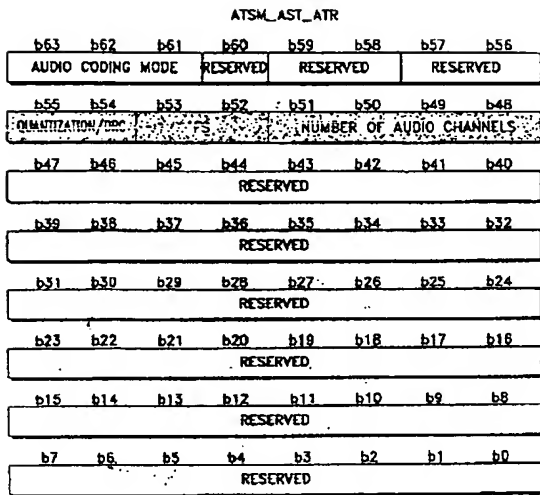 ATSM_AST_ATR
b63 b62 b61 b60 b59 b58 b57 b56
AUDIO CODING MODE RESERVED RESERVED RESERVED
b55 b54 b53 b52 b51 b50 b49 b48
QUANTIZATION/DRC FS NUMBER OF AUDIO CHANNELS
b47 b46 b45 b44 b43 b42 b41 b40
RESERVED
b39 b38 b37 b36 b35 b34 b33 b32
RESERVED
b31 b30 b29 b28 b27 b26 b25 b24
RESERVED
b23 b22 b21 b20 b19 b18 b17 b16
RESERVED
b15 b14 b13 b12 b11 b10 b9 b8
RESERVED
b7 b6 b5 b4 b3 b2 b1 b0
RESERVED